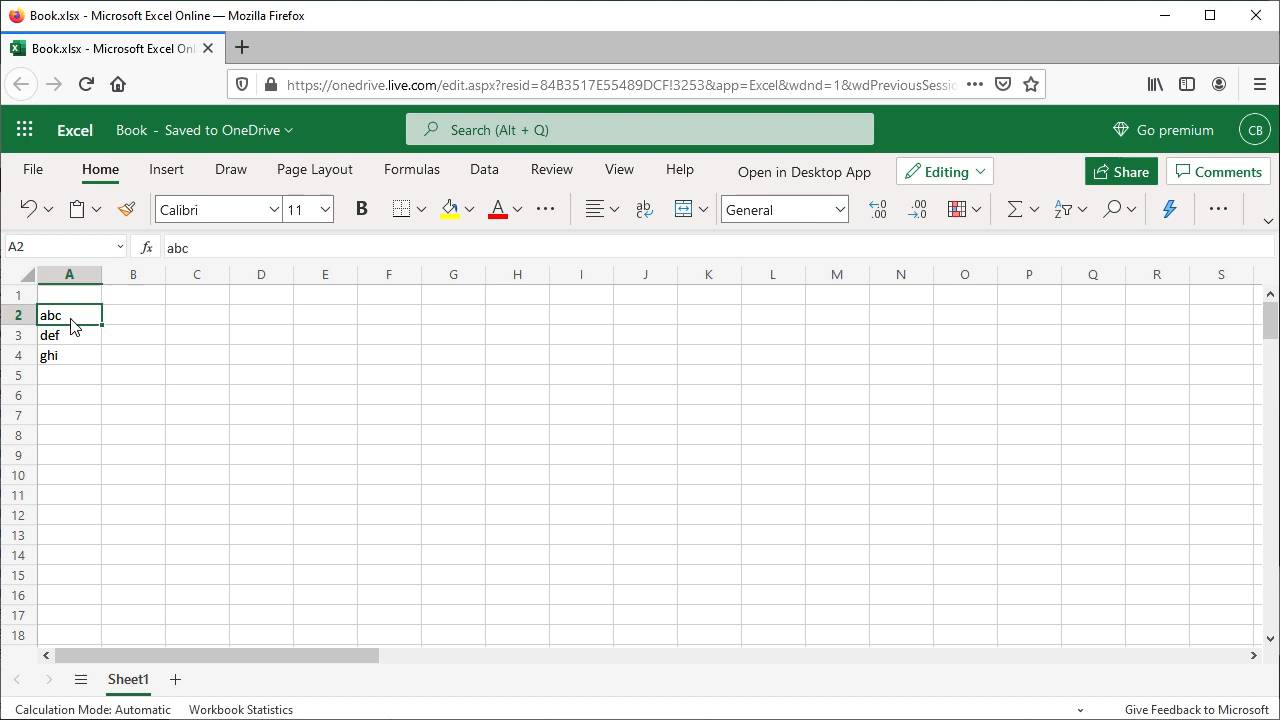 Book.xlsx - Microsoft Excel Online — Mozilla Firefox
Book.xlsx - Microsoft Excel Onl
https://onedrive.live.com/edit.aspx?resid=84B3517E55489DCF!3253&app=Excel&wdnd=1&wdPreviousSessio
Excel Book - Saved to OneDrive Search (Alt + Q) Go premium CB
File Home Insert Draw Page Layout Formulas Data Review View Help Open in Desktop App Editing Share Comments
Calibri 11 B A ab General .00 .00
A2 fx abc
A B C D E F G H I J K L M N O P Q R S
1
2 abc
3 def
4 ghi
5
6
7
8
9
10
11
12
13
14
15
16
17
18
Sheet1
Calculation Mode: Automatic Workbook Statistics Give Feedback to Microsoft